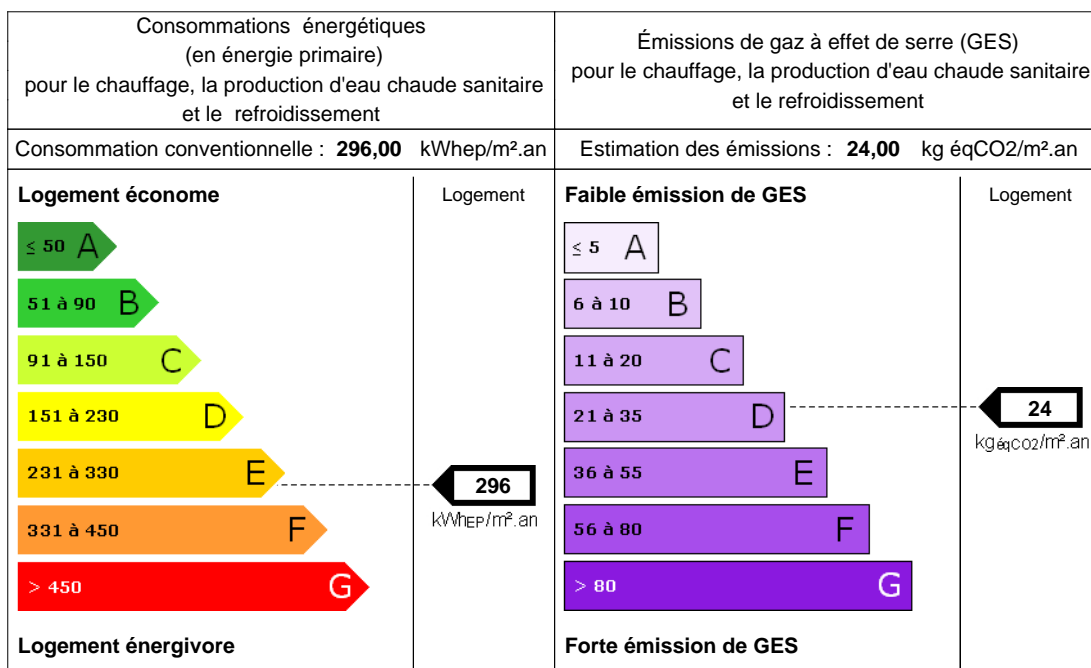 Consommations énergétiques
(en énergie primaire)
pour le chauffage, la production d'eau chaude sanitaire
et le refroidissement
Émissions de gaz à effet de serre (GES)
pour le chauffage, la production d'eau chaude sanitaire
et le refroidissement
Consommation conventionnelle : 296,00 kWhep/m².an
Estimation des émissions : 24,00 kg éqCO2/m².an
Logement économe
Logement
≤ 50 A
51 à 90 B
91 à 150 C
151 à 230 D
231 à 330 E
331 à 450 F
> 450 G
296
kWhEP/m².an
Logement énergivore
Faible émission de GES
Logement
≤ 5 A
6 à 10 B
11 à 20 C
21 à 35 D
36 à 55 E
56 à 80 F
> 80 G
24
kgéqCO2/m².an
Forte émission de GES